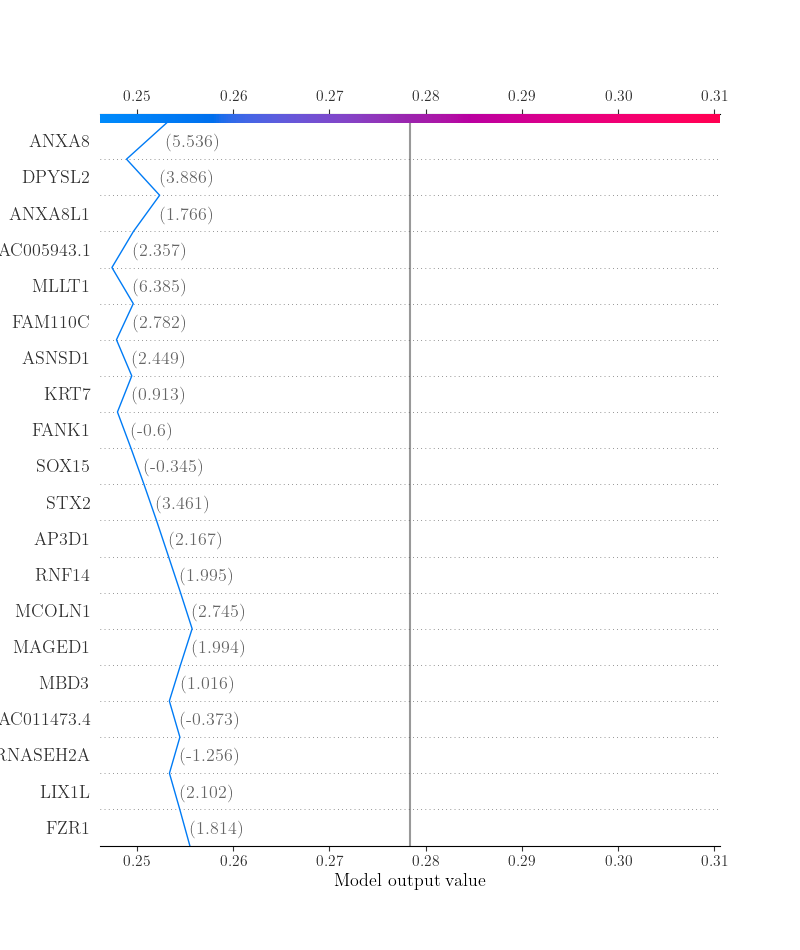 0.25 0.26 0.27 0.28 0.29 0.30 0.31
ANXA8 (5.536)
DPYSL2 (3.886)
ANXA8L1 (1.766)
AC005943.1 (2.357)
MLLT1 (6.385)
FAM110C (2.782)
ASNSD1 (2.449)
KRT7 (0.913)
FANK1 (-0.6)
SOX15 (-0.345)
STX2 (3.461)
AP3D1 (2.167)
RNF14 (1.995)
MCOLN1 (2.745)
MAGED1 (1.994)
MBD3 (1.016)
AC011473.4 (-0.373)
RNASEH2A (-1.256)
LIX1L (2.102)
FZR1 (1.814)
0.25 0.26 0.27 0.28 0.29 0.30 0.31
Model output value